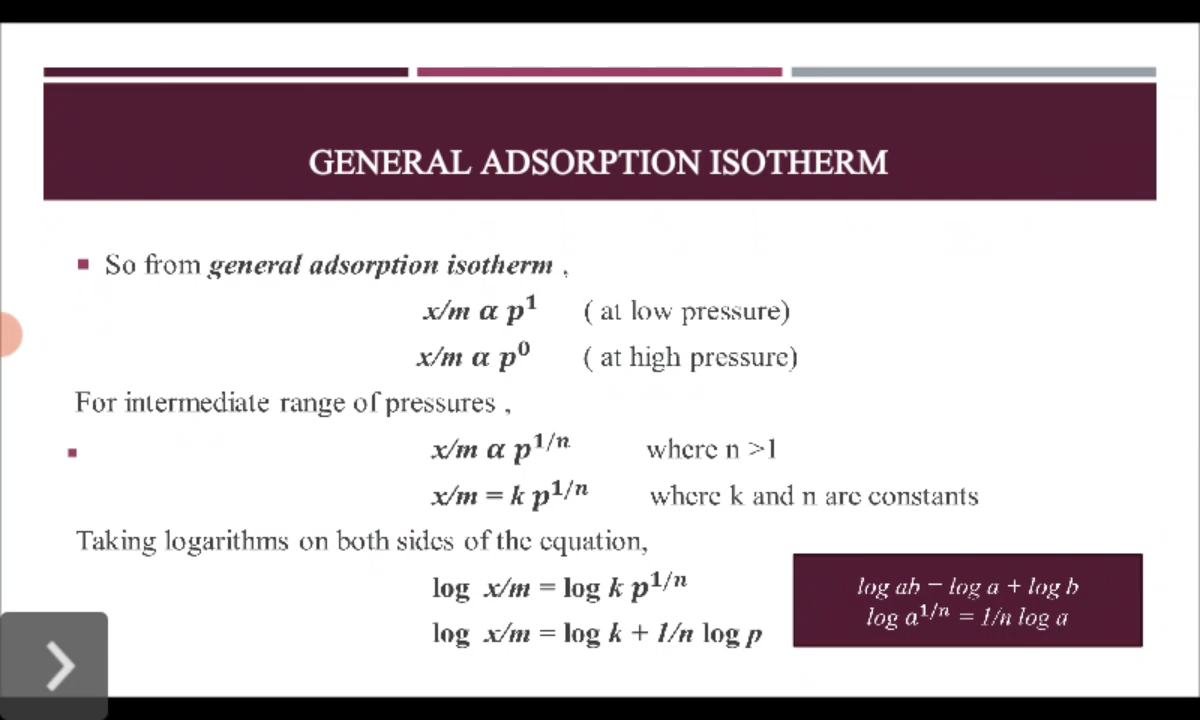 GENERAL ADSORPTION ISOTHERM
▪ So from general adsorption isotherm ,
x/m α p¹ ( at low pressure)
x/m α p⁰ ( at high pressure)
For intermediate range of pressures ,
▪ x/m α p^1/n where n >1
x/m = k p^1/n where k and n are constants
Taking logarithms on both sides of the equation,
log x/m = log k p^1/n
log x/m = log k + 1/n log p
log ab = log a + log b
log a^1/n = 1/n log a